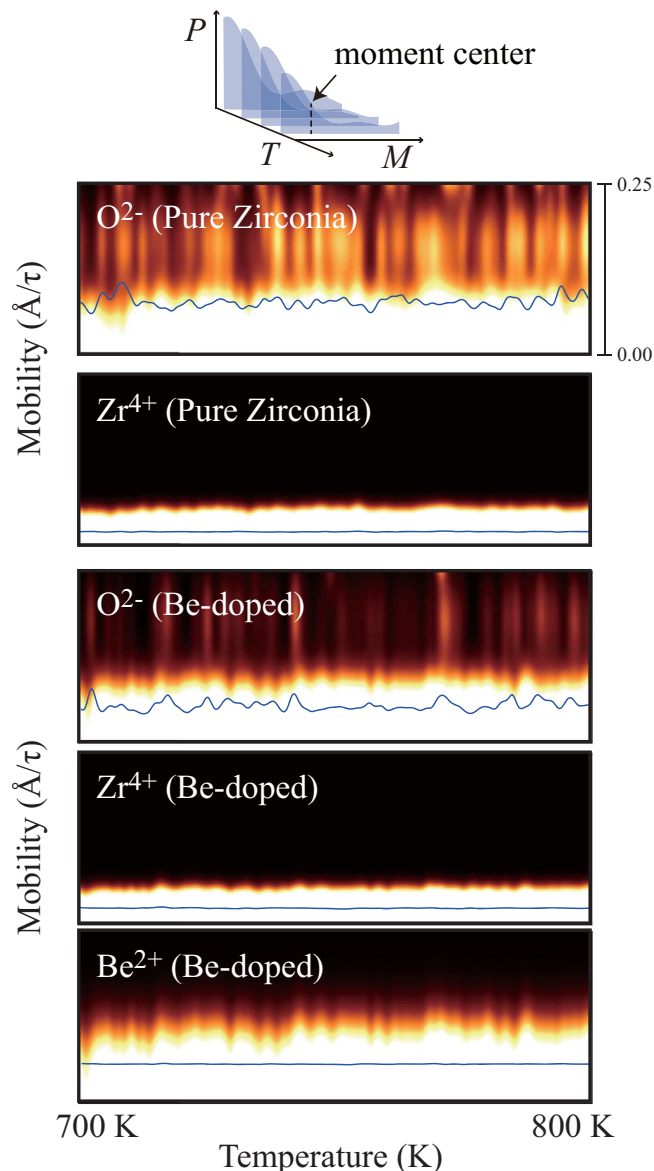 P
moment center
T
M
O²⁻ (Pure Zirconia)
0.25
0.00
Mobility (Å/τ)
Zr⁴⁺ (Pure Zirconia)
O²⁻ (Be-doped)
Mobility (Å/τ)
Zr⁴⁺ (Be-doped)
Be²⁺ (Be-doped)
700 K
800 K
Temperature (K)